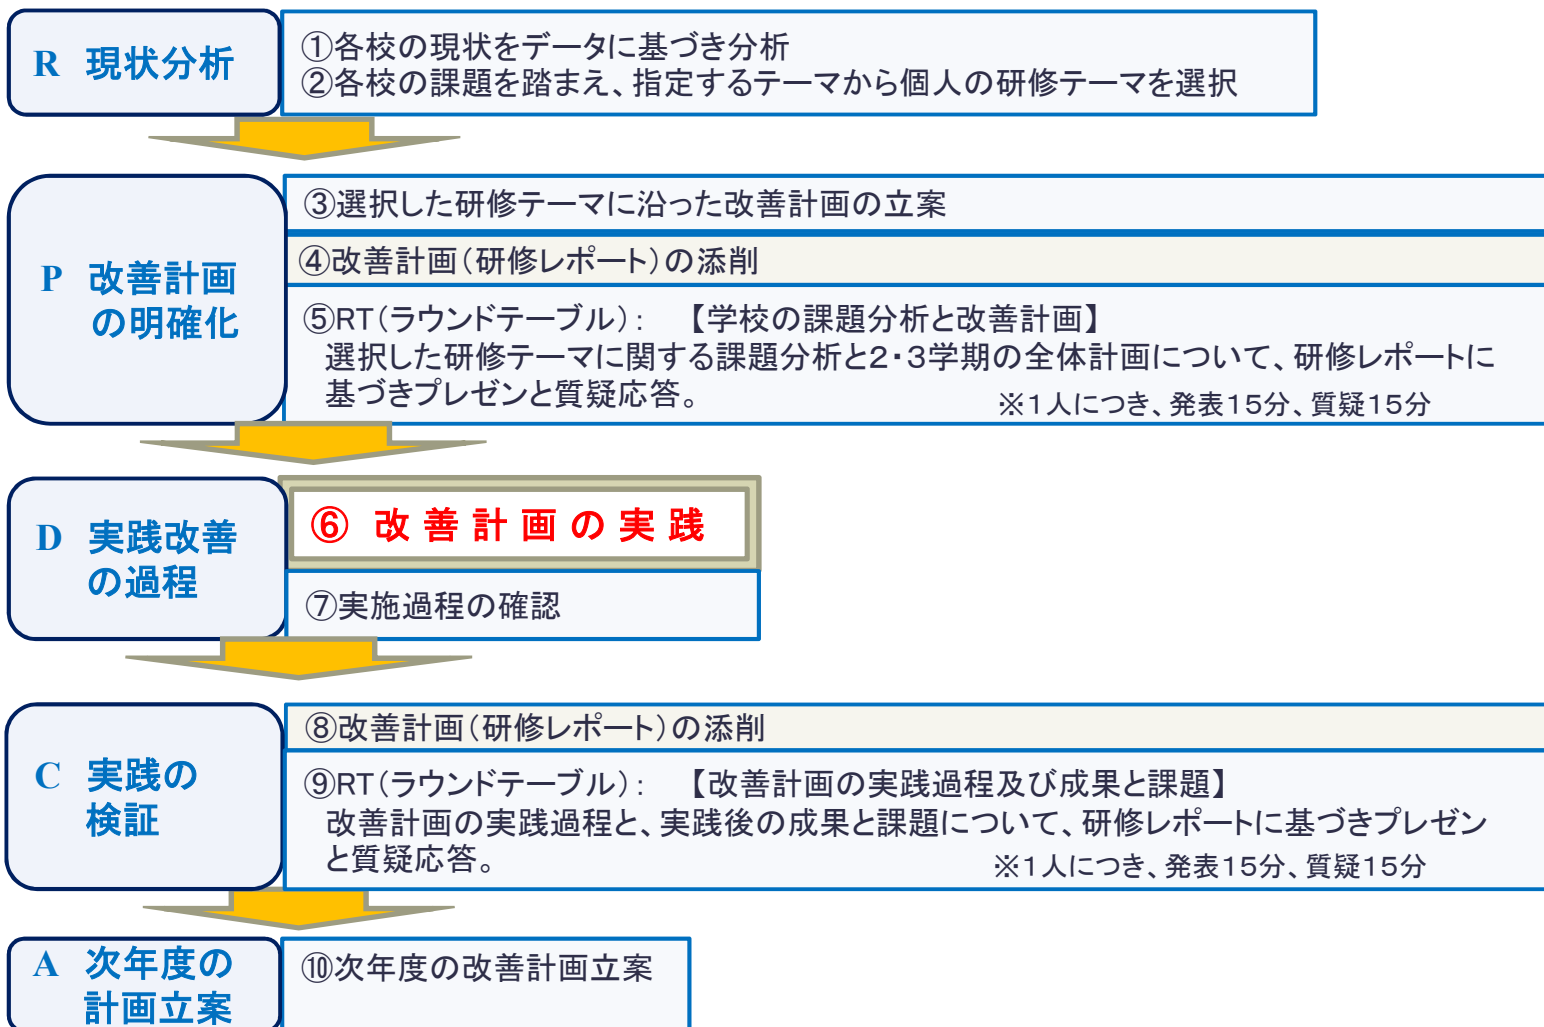 R 現状分析
①各校の現状をデータに基づき分析
②各校の課題を踏まえ、指定するテーマから個人の研修テーマを選択
P 改善計画
の明確化
③選択した研修テーマに沿った改善計画の立案
④改善計画(研修レポート)の添削
⑤RT(ラウンドテーブル): 【学校の課題分析と改善計画】
選択した研修テーマに関する課題分析と2・3学期の全体計画について、研修レポートに
基づきプレゼンと質疑応答。 ※1人につき、発表15分、質疑15分
D 実践改善
の過程
⑥ 改善計画の実践
⑦実施過程の確認
C 実践の
検証
⑧改善計画(研修レポート)の添削
⑨RT(ラウンドテーブル): 【改善計画の実践過程及び成果と課題】
改善計画の実践過程と、実践後の成果と課題について、研修レポートに基づきプレゼン
と質疑応答。 ※1人につき、発表15分、質疑15分
A 次年度の
計画立案
⑩次年度の改善計画立案